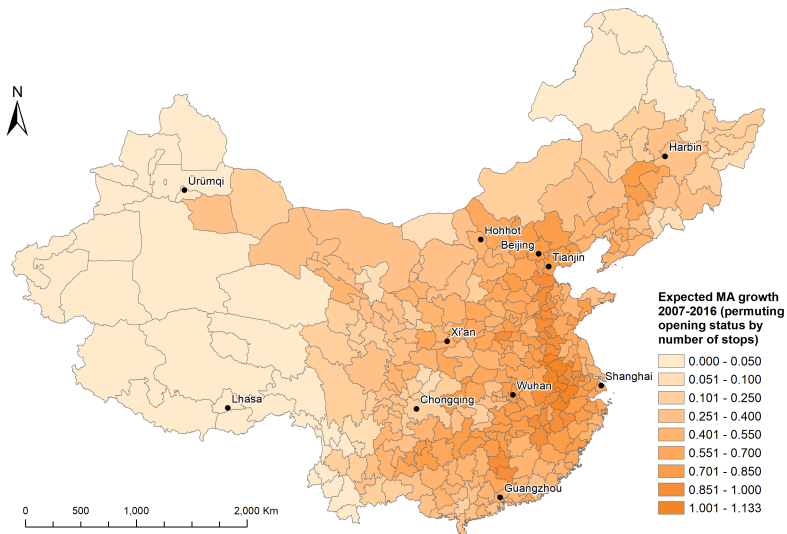 N
Harbin
Ürümqi
Hohhot
Beijing
Tianjin
Expected MA growth
2007-2016 (permuting
opening status by
number of stops)
Xi'an
0.000 - 0.050
Shanghai
0.051 - 0.100
Wuhan
Lhasa
Chongqing
0.101 - 0.250
0.251 - 0.400
0.401 - 0.550
0.551 - 0.700
0.701 - 0.850
Guangzhou
0.851 - 1.000
1.001 - 1.133
0 500 1,000 2,000 Km